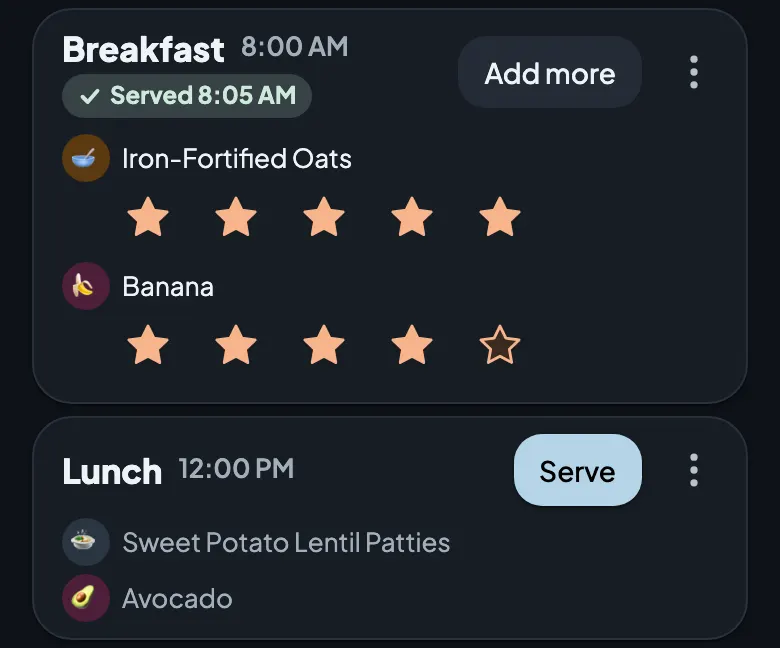 Breakfast 8:00 AM
Add more
Served 8:05 AM
Iron-Fortified Oats
Banana
Lunch 12:00 PM
Serve
Sweet Potato Lentil Patties
Avocado